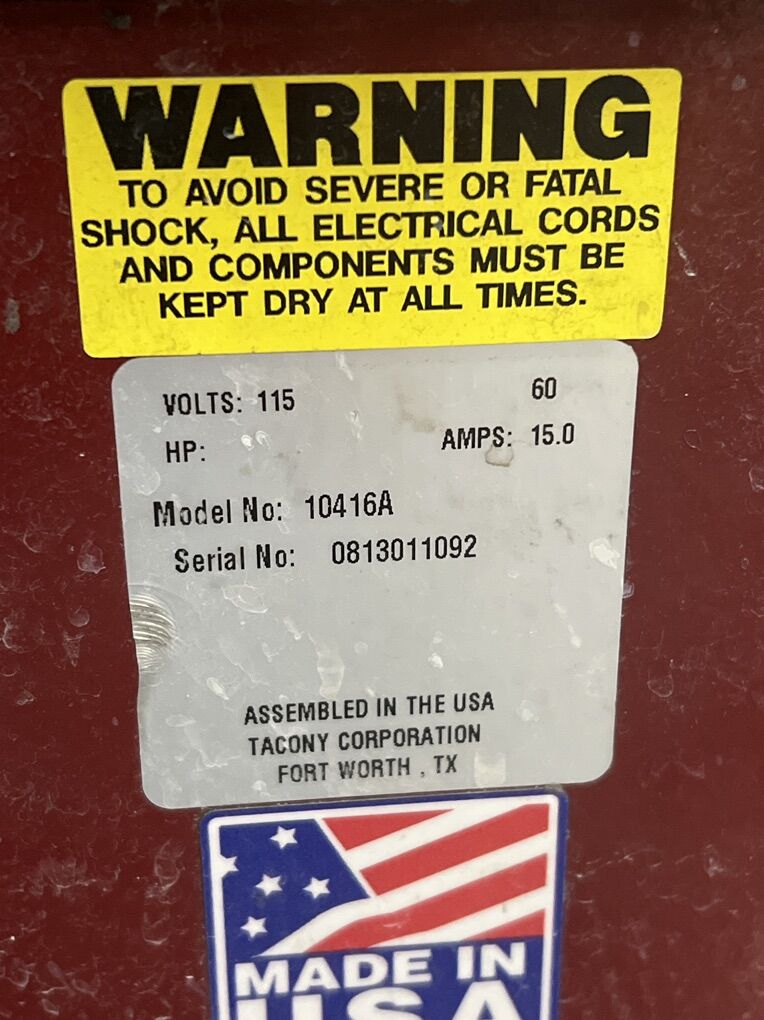 WARNING
TO AVOID SEVERE OR FATAL
SHOCK, ALL ELECTRICAL CORDS
AND COMPONENTS MUST BE
KEPT DRY AT ALL TIMES.
VOLTS: 115 60
HP: AMPS: 15.0
Model No: 10416A
Serial No: 0813011092
ASSEMBLED IN THE USA
TACONY CORPORATION
FORT WORTH , TX
MADE IN
USA